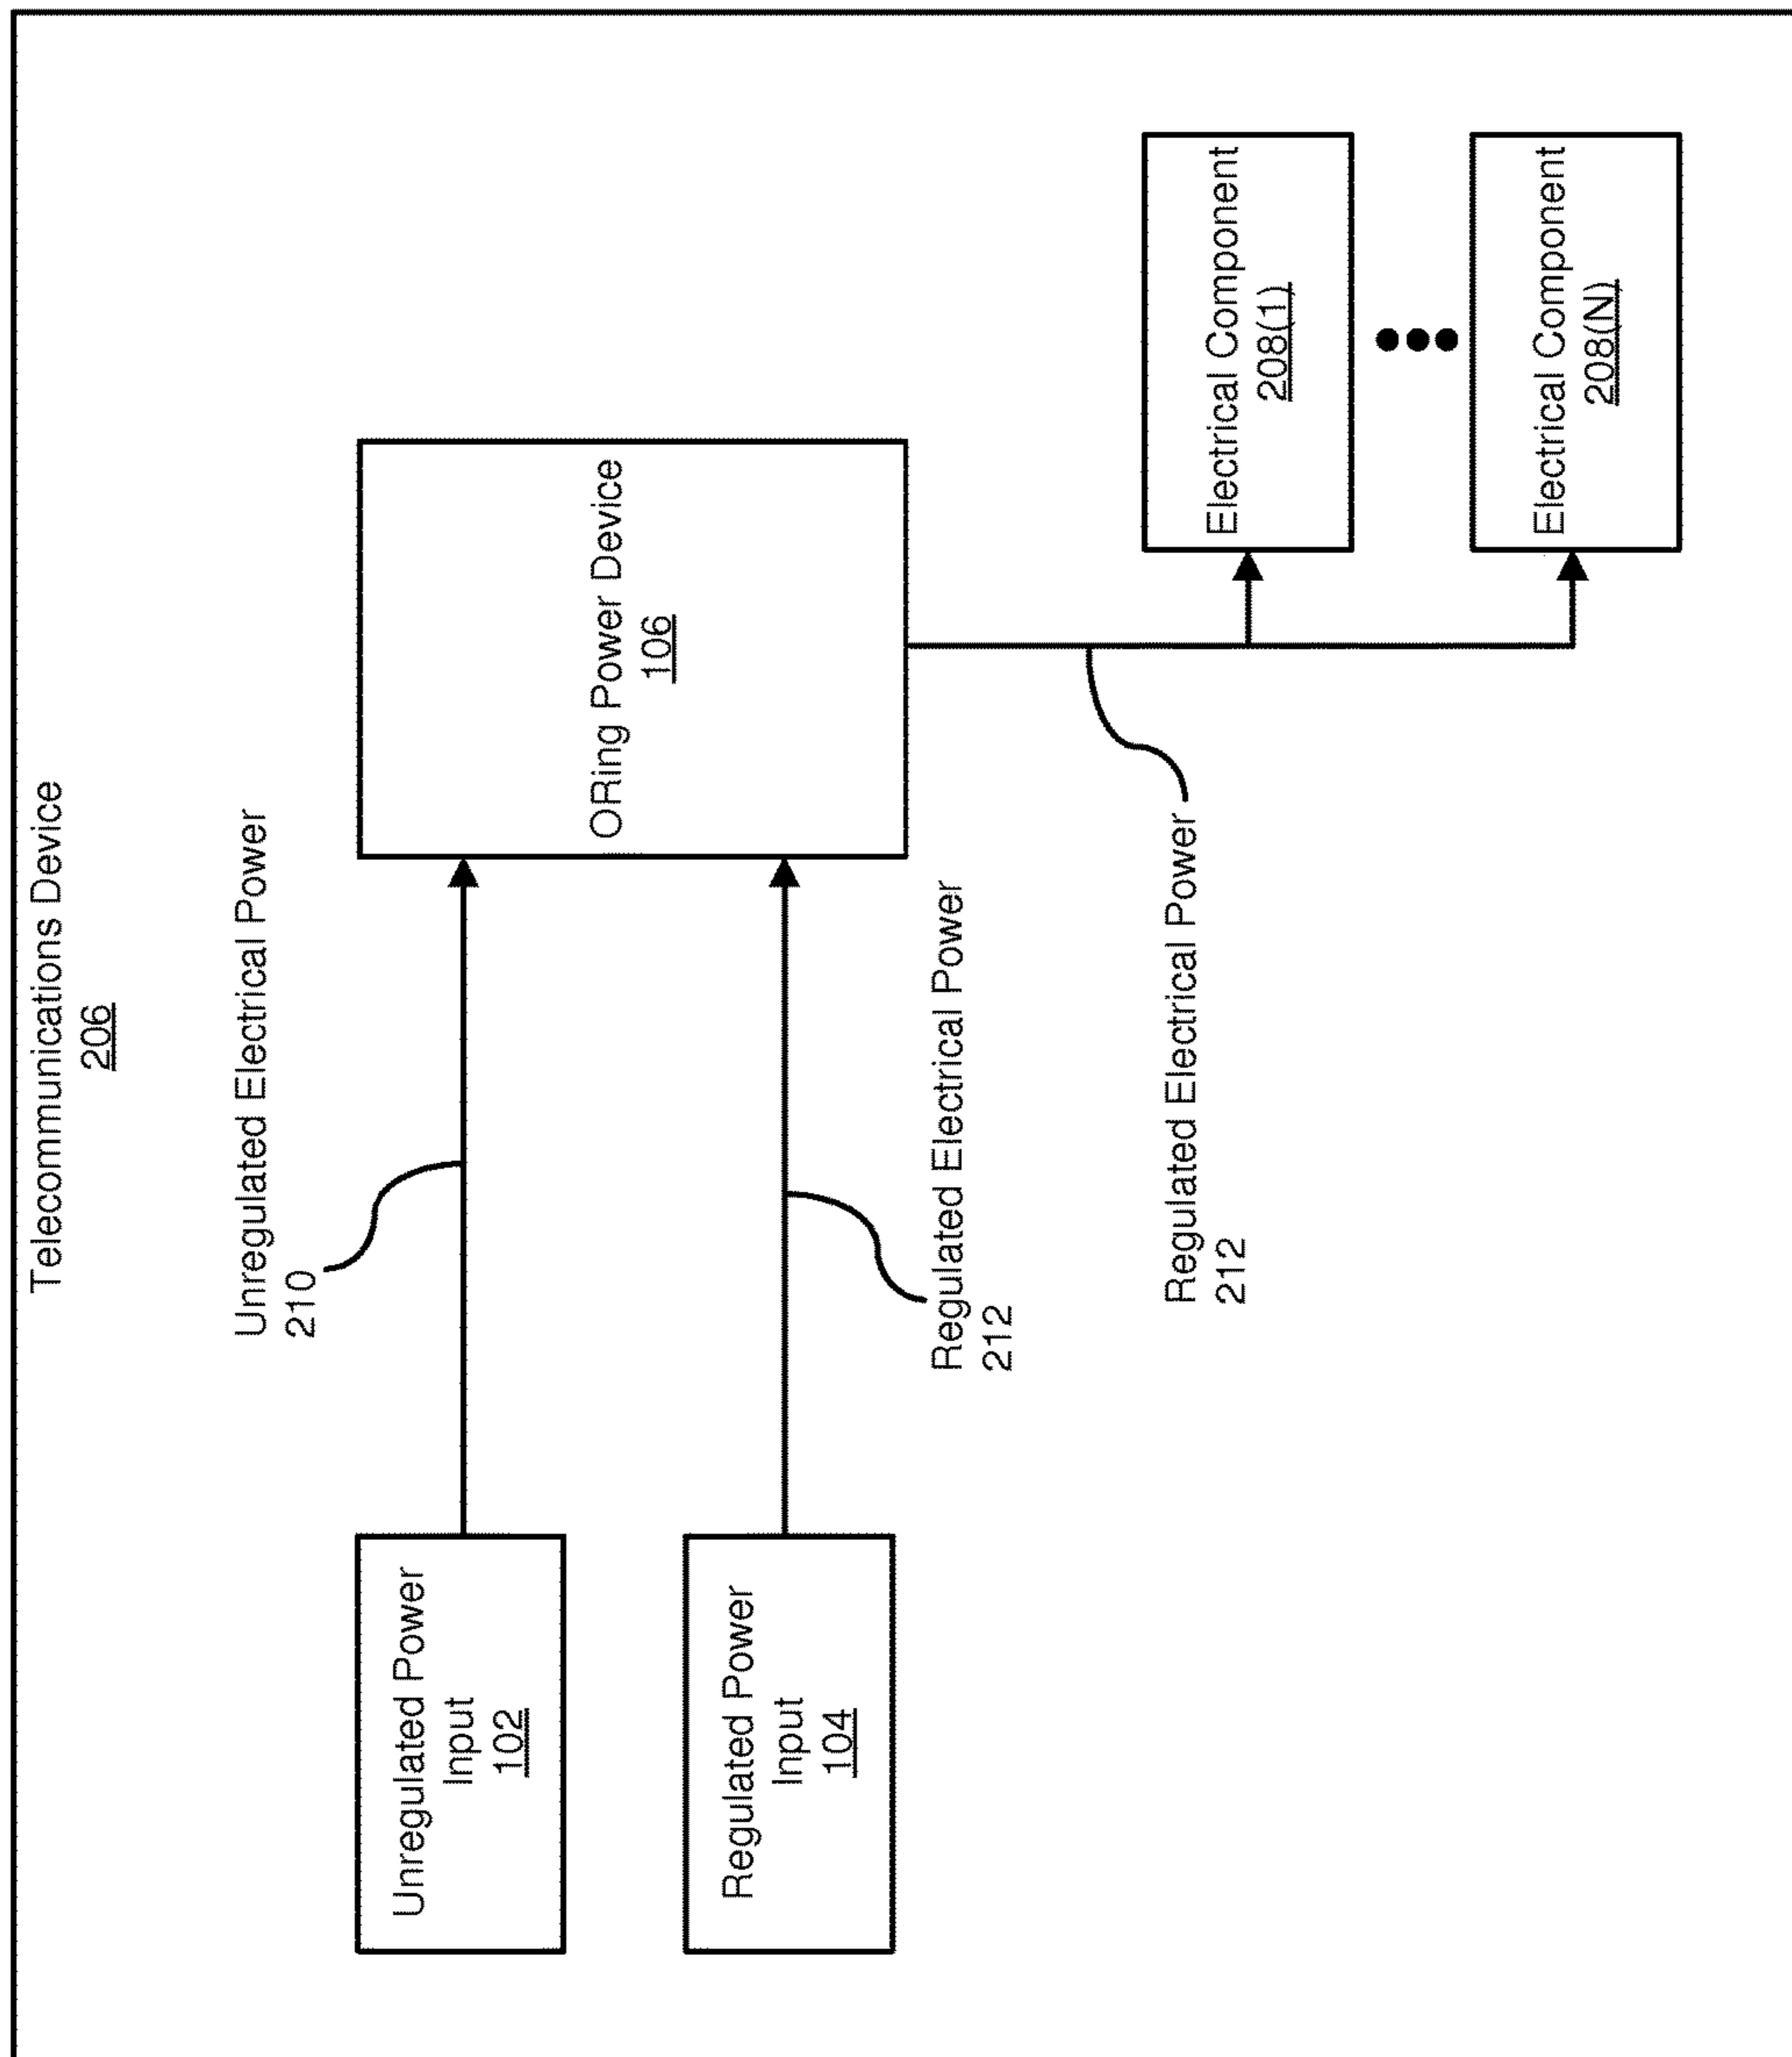 Telecommunications Device
206
Unregulated Electrical Power
210
Unregulated Power
Input
102
ORing Power Device
106
Regulated Power
Input
104
Regulated Electrical Power
212
Regulated Electrical Power
212
Electrical Component
208(1)
Electrical Component
208(N)